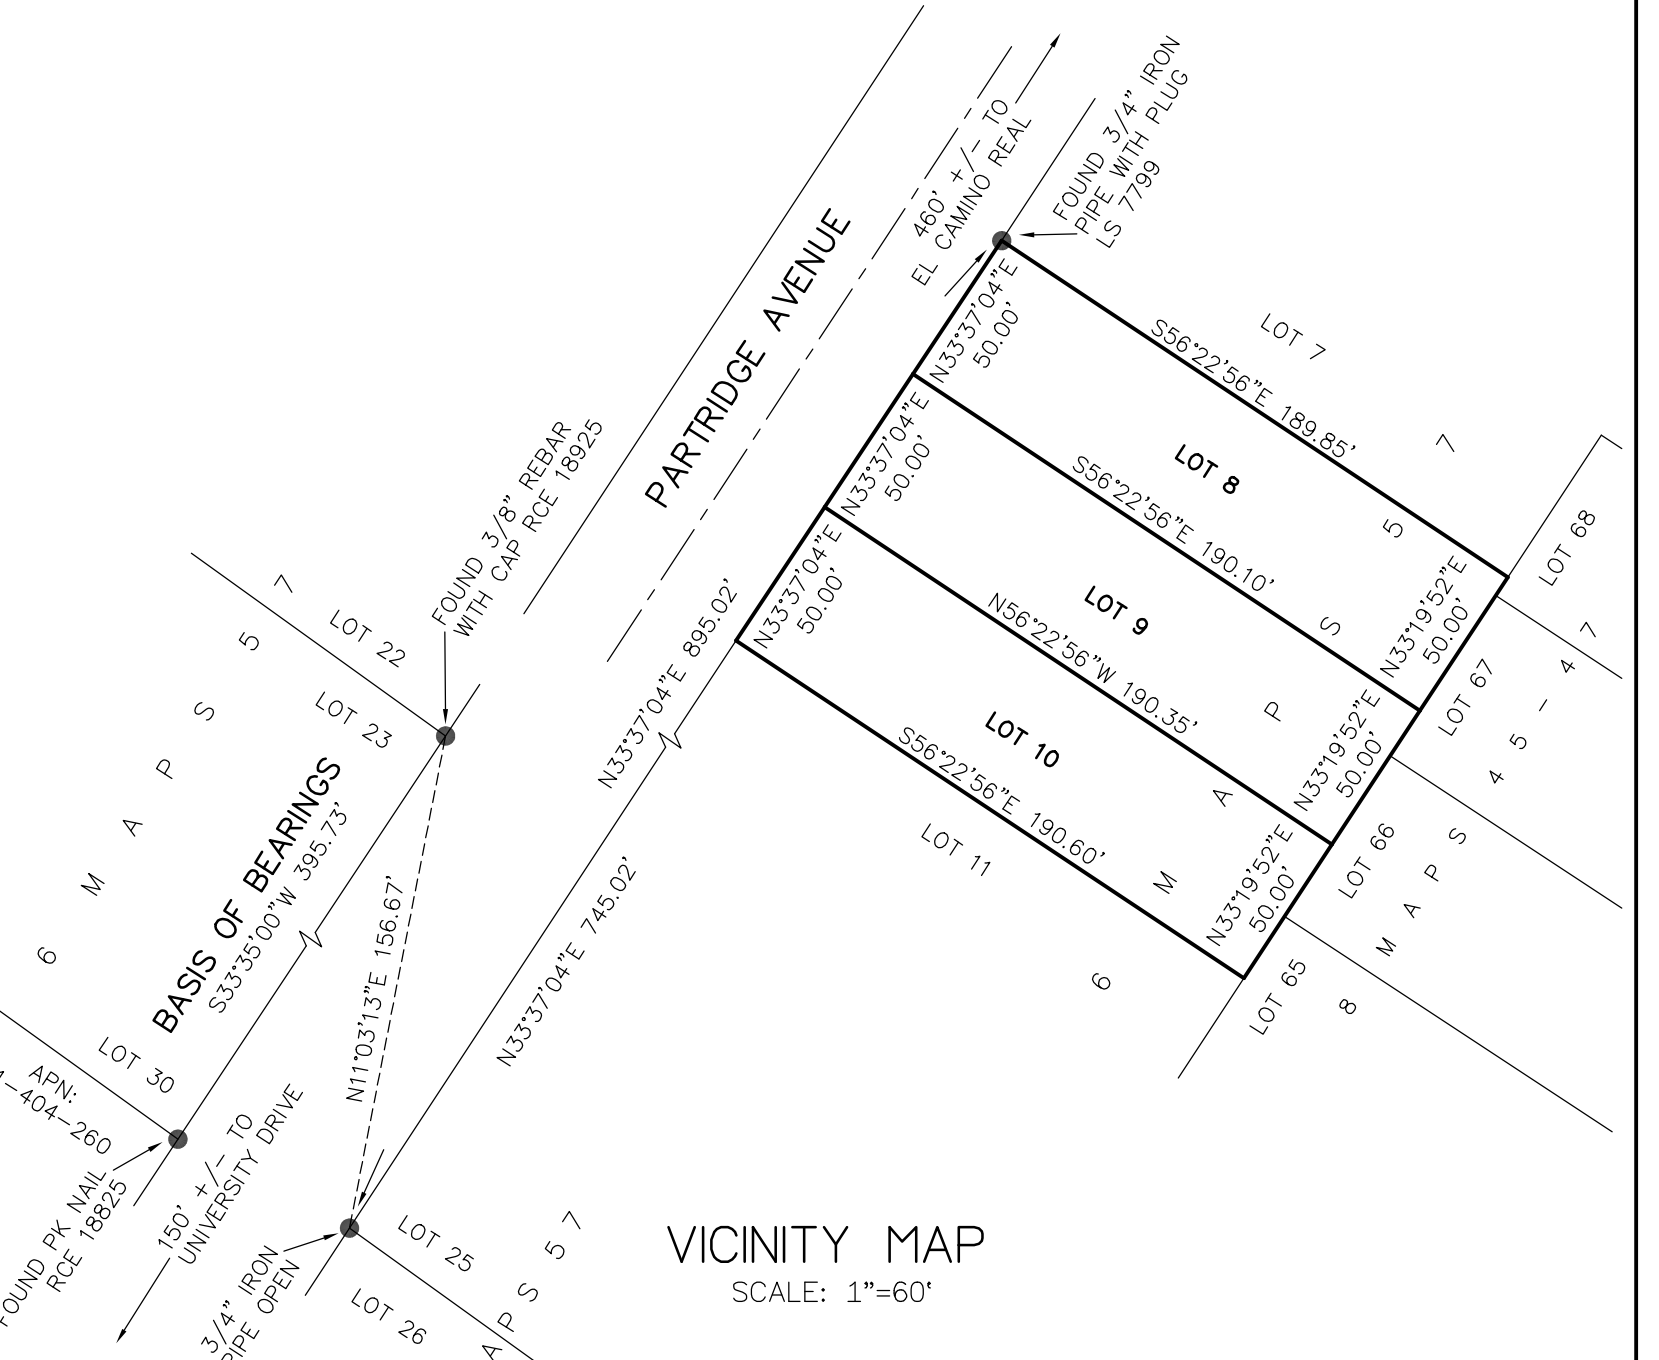 PARTRIDGE AVENUE
460' +/- TO
EL CAMINO REAL
FOUND 3/4" IRON
PIPE WITH PLUG
LS 7799
N33°37'04"E
50.00'
S56°22'56"E 189.85'
LOT 7
LOT 8
N33°37'04"E
50.00'
S56°22'56"E 190.10'
N33°19'52"E
50.00'
LOT 9
N33°37'04"E
50.00'
N56°22'56"W 190.35'
N33°19'52"E
50.00'
LOT 10
S56°22'56"E 190.60'
N33°19'52"E
50.00'
LOT 11
6 M A P S 5 7
LOT 68
LOT 67
LOT 66
LOT 65
8 M A P S 4 5 - 4 7
FOUND 3/8" REBAR
WITH CAP RCE 18925
LOT 22
LOT 23
6 M A P S 5 7
BASIS OF BEARINGS
S33°35'00"W 395.73'
N33°37'04"E 895.02'
N33°37'04"E 745.02'
N11°03'13"E 156.67'
LOT 30
APN:
-404-260
FOUND PK NAIL
RCE 18825
150' +/- TO
UNIVERSITY DRIVE
3/4" IRON
PIPE OPEN
LOT 25
LOT 26
A P S 5 7
VICINITY MAP
SCALE: 1"=60'